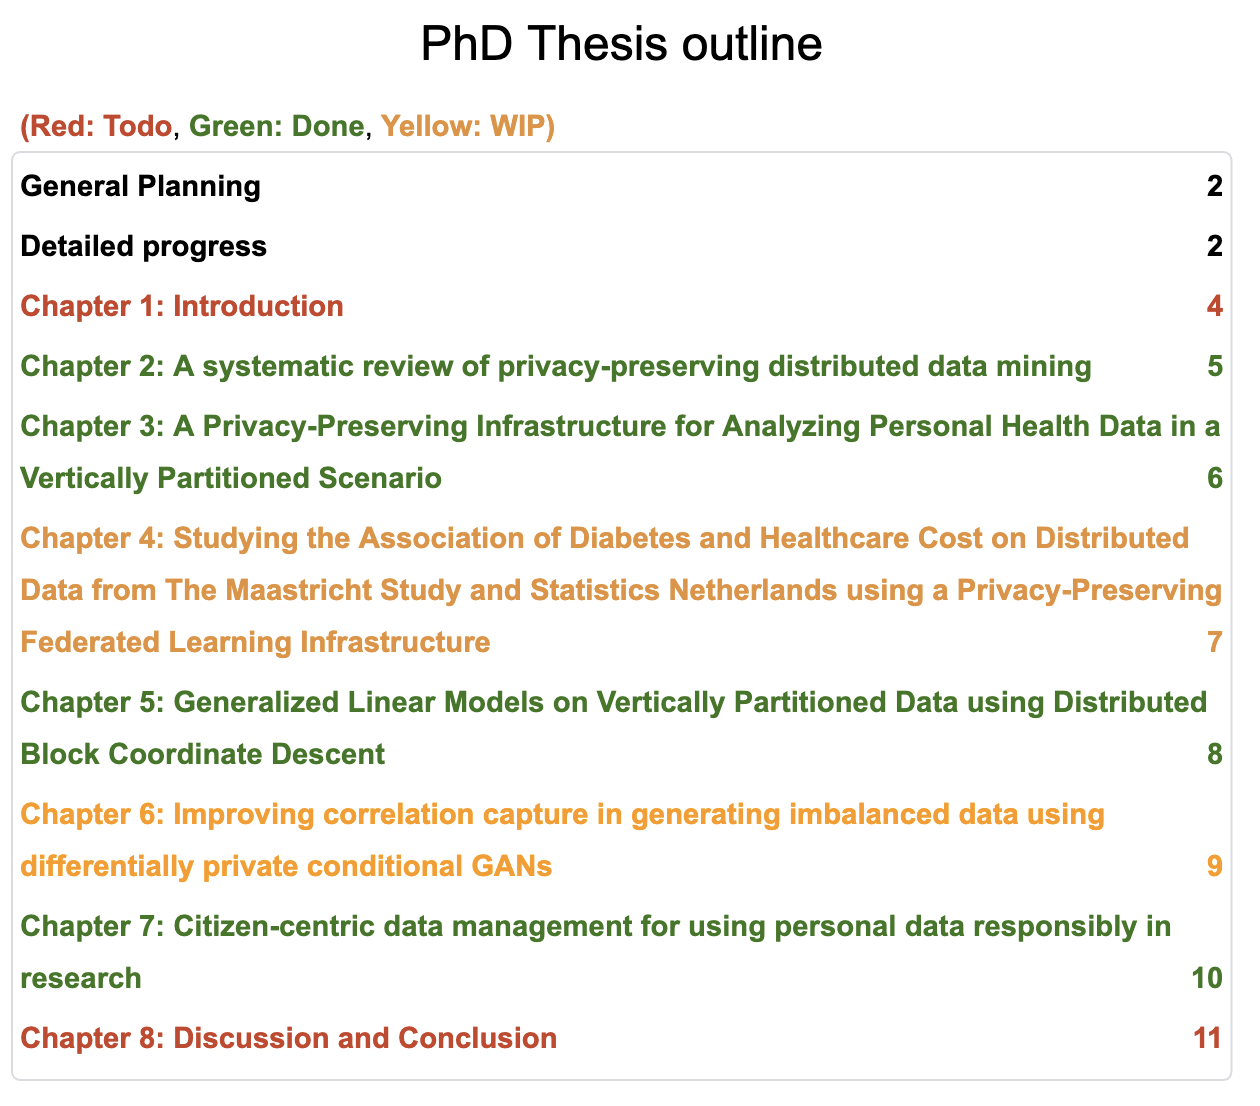 PhD Thesis outline
(Red: Todo, Green: Done, Yellow: WIP)
General Planning 2
Detailed progress 2
Chapter 1: Introduction 4
Chapter 2: A systematic review of privacy-preserving distributed data mining 5
Chapter 3: A Privacy-Preserving Infrastructure for Analyzing Personal Health Data in a
Vertically Partitioned Scenario 6
Chapter 4: Studying the Association of Diabetes and Healthcare Cost on Distributed
Data from The Maastricht Study and Statistics Netherlands using a Privacy-Preserving
Federated Learning Infrastructure 7
Chapter 5: Generalized Linear Models on Vertically Partitioned Data using Distributed
Block Coordinate Descent 8
Chapter 6: Improving correlation capture in generating imbalanced data using
differentially private conditional GANs 9
Chapter 7: Citizen-centric data management for using personal data responsibly in
research 10
Chapter 8: Discussion and Conclusion 11